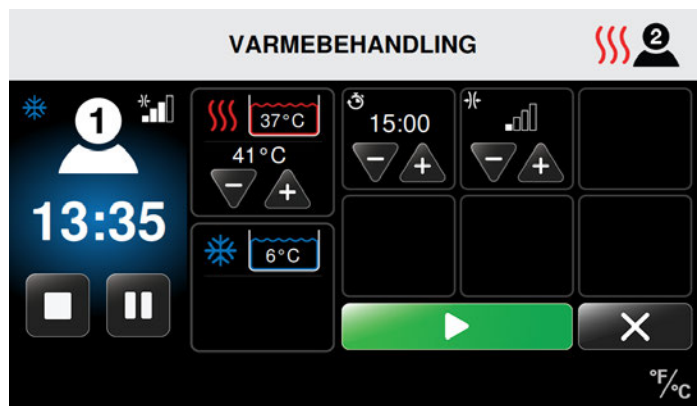 VARMEBEHANDLING
2
1
13:35
37°C
41°C
− +
6°C
15:00
− +
− +
°F/°C